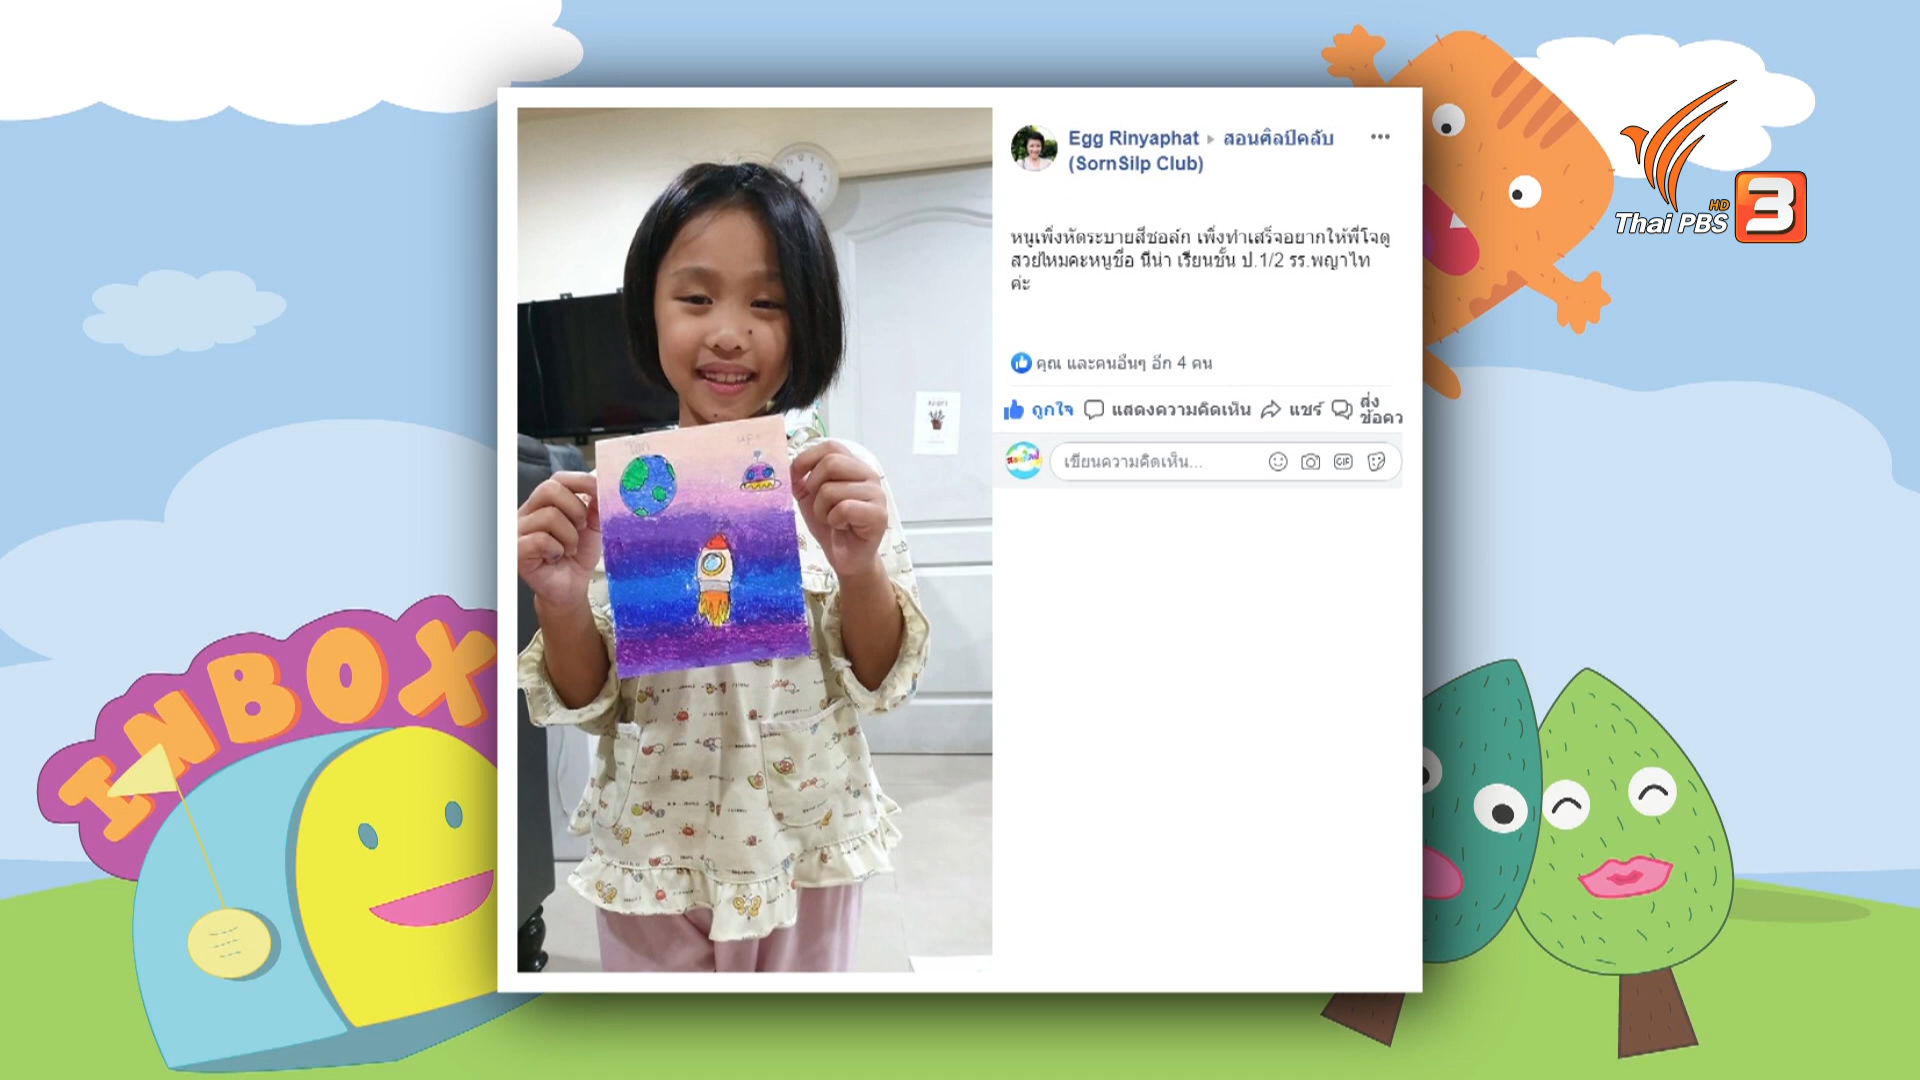 Egg Rinyaphat ▸ สอนศิลป์คลับ
(SornSilp Club)
หนูเพิ่งหัดระบายสีชอล์ก เพิ่งทำเสร็จอยากให้พี่โจดู
สวยไหมคะหนูชื่อ นีน่า เรียนชั้น ป.1/2 รร.พญาไท
ค่ะ
คุณ และคนอื่นๆ อีก 4 คน
ถูกใจ แสดงความคิดเห็น แชร์ ส่ง
ข้อคว
เขียนความคิดเห็น... GIF
HD
Thai PBS 3
INBOX